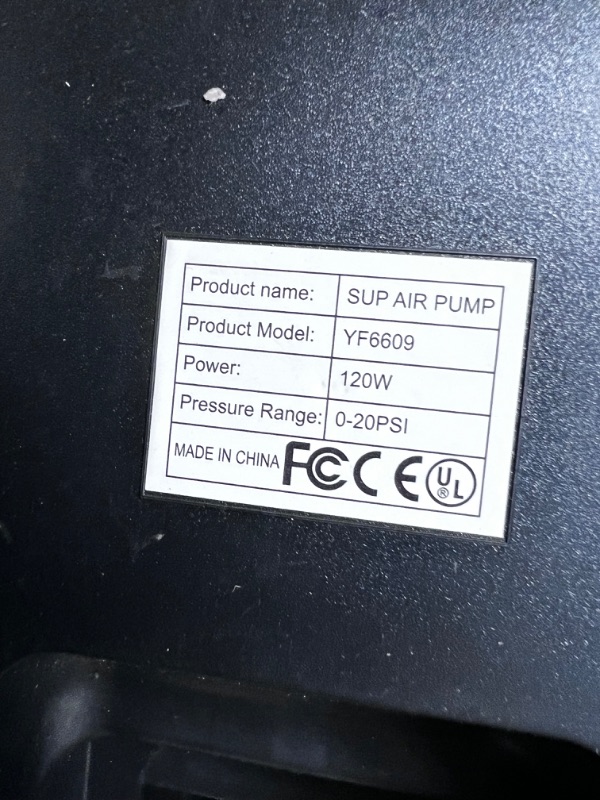 Product name: SUP AIR PUMP
Product Model: YF6609
Power: 120W
Pressure Range: 0-20PSI
MADE IN CHINA FC CE UL ®